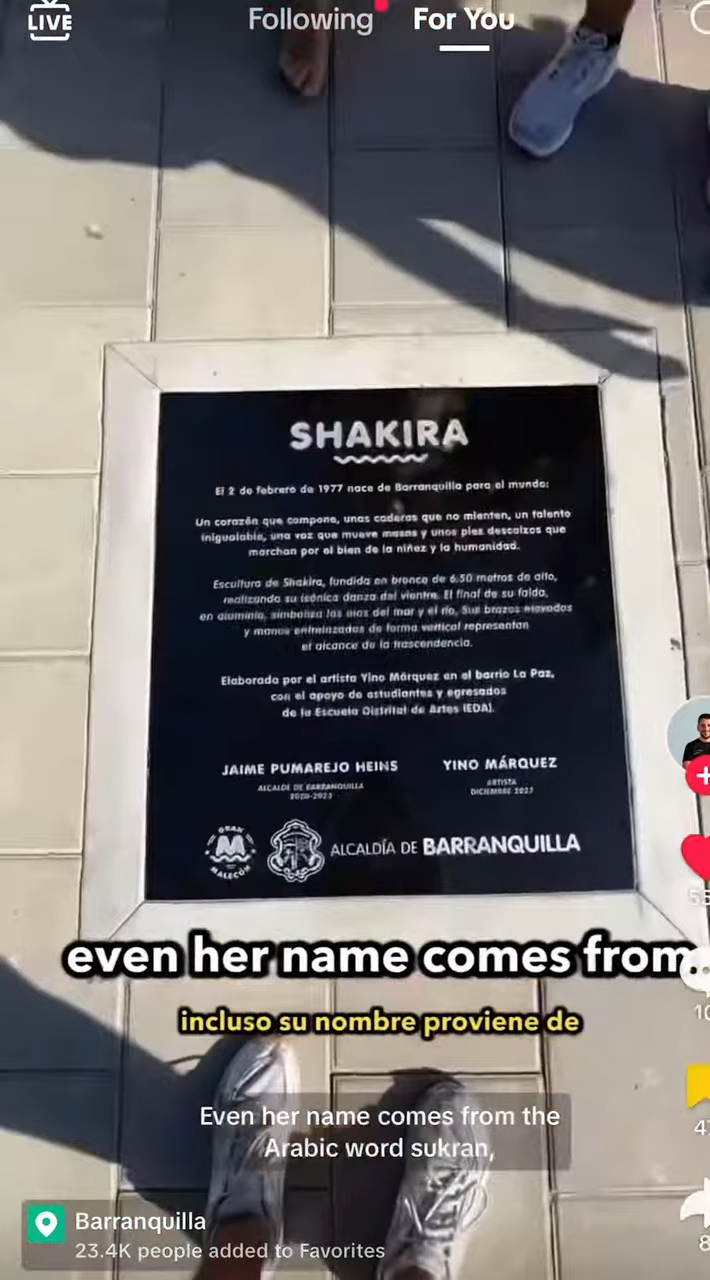 LIVE
Following
For You
SHAKIRA
El 2 de febrero de 1977 nace de Barranquilla para el mundo:
Un corazón que compone, unas caderas que no mienten, un talento
inigualable, una voz que mueve masas y unos pies descalzos que
marchan por el bien de la niñez y la humanidad.
Escultura de Shakira, fundida en bronce de 6.50 metros de alto,
realizando su icónica danza del vientre. El final de su falda,
en aluminio, simboliza las olas del mar y el río. Sus brazos elevados
y manos entrelazadas de forma vertical representan
el alcance de la trascendencia.
Elaborada por el artista Yino Márquez en el barrio La Paz,
con el apoyo de estudiantes y egresados
de la Escuela Distrital de Artes (EDA).
JAIME PUMAREJO HEINS
ALCALDE DE BARRANQUILLA
2020-2023
YINO MÁRQUEZ
ARTISTA
DICIEMBRE 2023
GRAN
MALECÓN
ALCALDÍA DE BARRANQUILLA
even her name comes from
incluso su nombre proviene de
Even her name comes from the
Arabic word sukran,
Barranquilla
23.4K people added to Favorites